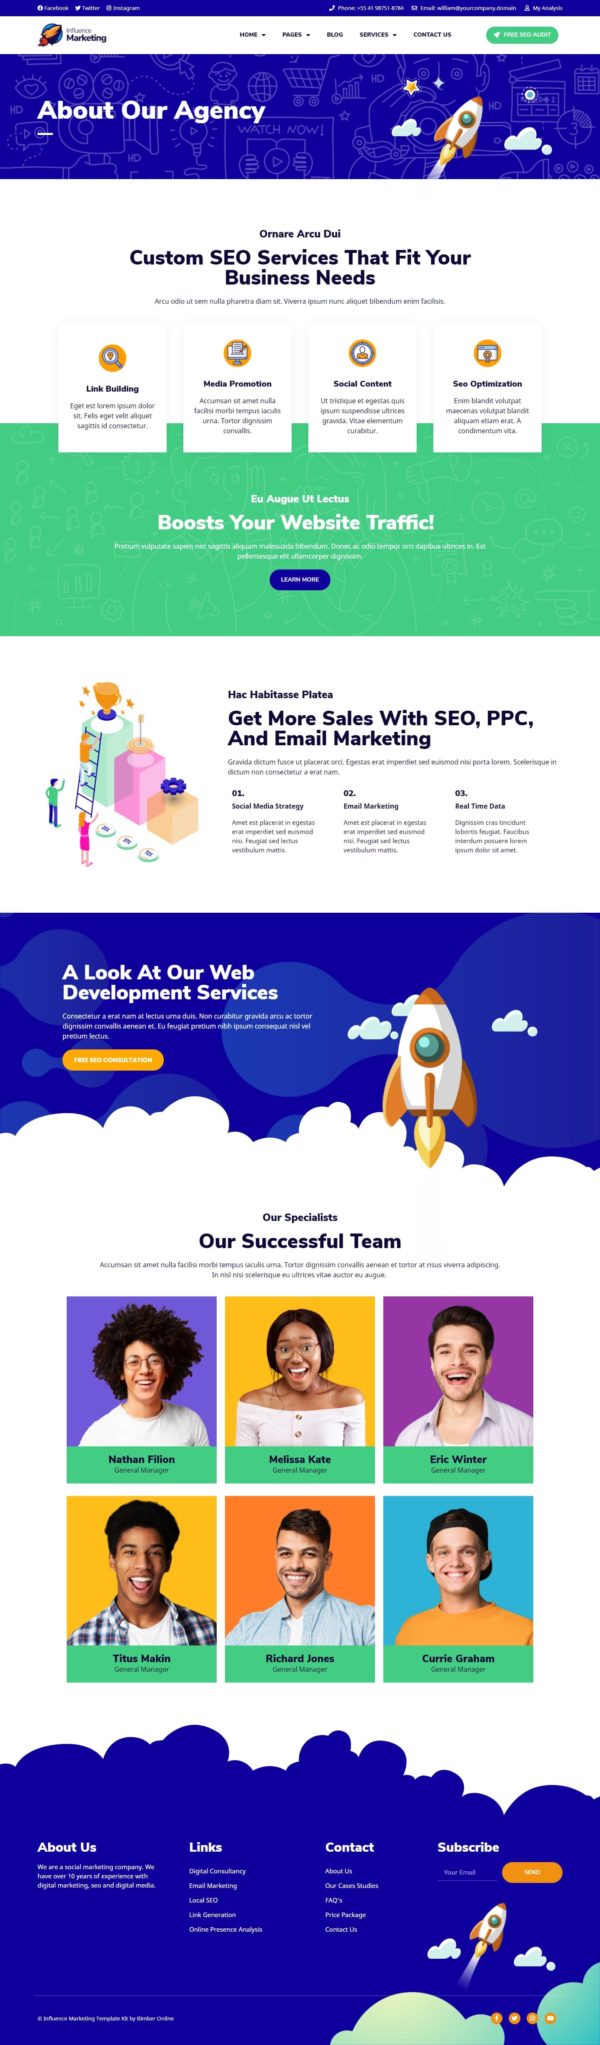 Facebook Twitter Instagram Phone: +55 41 98751-8784 Email: william@yourcompany.domain My Analysis
Influence
Marketing
HOME PAGES BLOG SERVICES CONTACT US FREE SEO AUDIT
About Our Agency
HD
WATCH NOW!
HD
HD
Ornare Arcu Dui
Custom SEO Services That Fit Your
Business Needs
Arcu odio ut sem nulla pharetra diam sit. Viverra ipsum nunc aliquet bibendum enim facilisis.
Link Building
Eget est lorem ipsum dolor
sit. Felis eget velit aliquet
sagittis id consectetur.
Media Promotion
Accumsan sit amet nulla
facilisi morbi tempus iaculis
urna. Tortor dignissim
convallis.
Social Content
Ut tristique et egestas quis
ipsum suspendisse ultrices
gravida. Vitae elementum
curabitur.
Seo Optimization
Enim blandit volutpat
maecenas volutpat blandit
aliquam etiam erat. A
condimentum vita.
Eu Augue Ut Lectus
Boosts Your Website Traffic!
Pretium vulputate sapien nec sagittis aliquam malesuada bibendum. Donec ac odio tempor orci dapibus ultrices in. Est
pellentesque elit ullamcorper dignissim.
LEARN MORE
Hac Habitasse Platea
Get More Sales With SEO, PPC,
And Email Marketing
Gravida dictum fusce ut placerat orci. Egestas erat imperdiet sed euismod nisi porta lorem. Scelerisque in
dictum non consectetur a erat nam.
01.
Social Media Strategy
Amet est placerat in egestas
erat imperdiet sed euismod
nisi. Feugiat sed lectus
vestibulum mattis.
02.
Email Marketing
Amet est placerat in egestas
erat imperdiet sed euismod
nisi. Feugiat sed lectus
vestibulum mattis.
03.
Real Time Data
Dignissim cras tincidunt
lobortis feugiat. Faucibus
interdum posuere lorem
ipsum dolor sit amet.
A Look At Our Web
Development Services
Consectetur a erat nam at lectus urna duis. Non curabitur gravida arcu ac tortor
dignissim convallis aenean et. Eu feugiat pretium nibh ipsum consequat nisl vel
pretium lectus.
FREE SEO CONSULTATION
Our Specialists
Our Successful Team
Accumsan sit amet nulla facilisi morbi tempus iaculis urna. Tortor dignissim convallis aenean et tortor at risus viverra adipiscing.
In nisl nisi scelerisque eu ultrices vitae auctor eu augue.
Nathan Filion
General Manager
Melissa Kate
General Manager
Eric Winter
General Manager
Titus Makin
General Manager
Richard Jones
General Manager
Currie Graham
General Manager
About Us
We are a social marketing company. We
have over 10 years of experience with
digital marketing, seo and digital media.
Links
Digital Consultancy
Email Marketing
Local SEO
Link Generation
Online Presence Analysis
Contact
About Us
Our Cases Studies
FAQ's
Price Package
Contact Us
Subscribe
Your Email SEND
© Influence Marketing Template Kit by Bimber Online